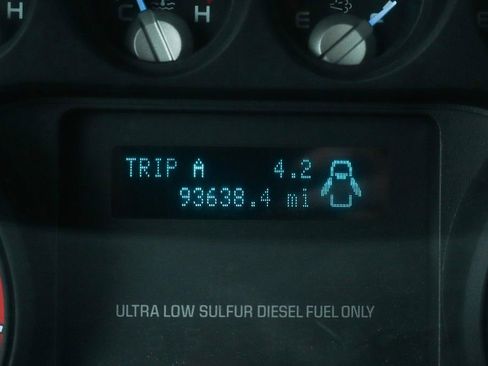 H C H E
TRIP A 4.2
93638.4 mi
ULTRA LOW SULFUR DIESEL FUEL ONLY